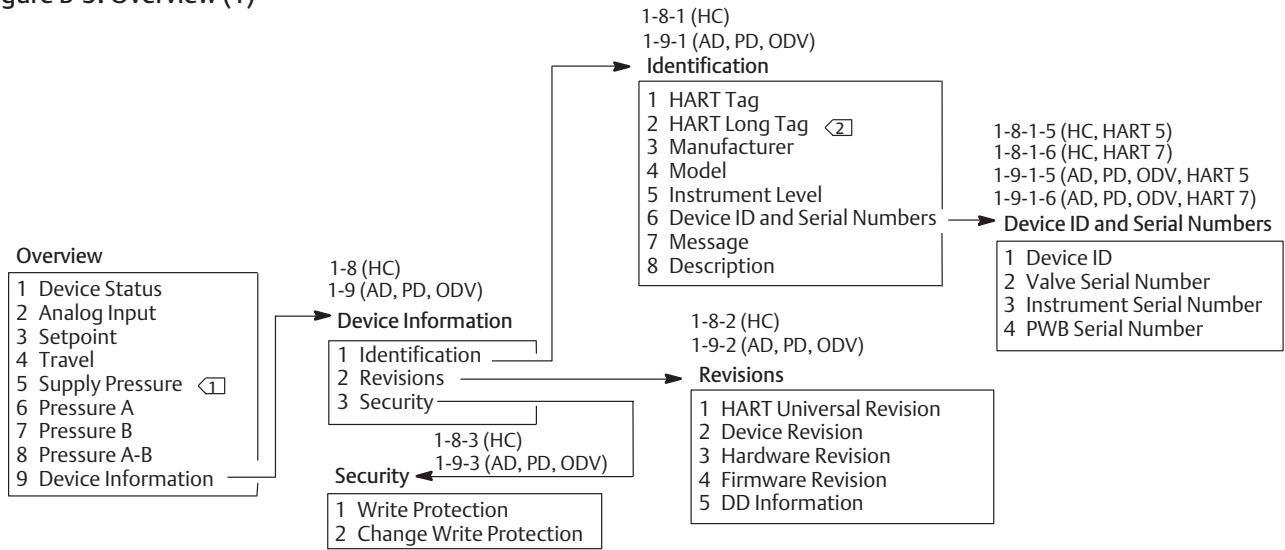 Figure B-3. Overview (1)
Overview
1 Device Status
2 Analog Input
3 Setpoint
4 Travel
5 Supply Pressure 1
6 Pressure A
7 Pressure B
8 Pressure A-B
9 Device Information
1-8 (HC)
1-9 (AD, PD, ODV)
Device Information
1 Identification
2 Revisions
3 Security
1-8-3 (HC)
1-9-3 (AD, PD, ODV)
Security
1 Write Protection
2 Change Write Protection
1-8-1 (HC)
1-9-1 (AD, PD, ODV)
Identification
1 HART Tag
2 HART Long Tag 2
3 Manufacturer
4 Model
5 Instrument Level
6 Device ID and Serial Numbers
7 Message
8 Description
1-8-2 (HC)
1-9-2 (AD, PD, ODV)
Revisions
1 HART Universal Revision
2 Device Revision
3 Hardware Revision
4 Firmware Revision
5 DD Information
1-8-1-5 (HC, HART 5)
1-8-1-6 (HC, HART 7)
1-9-1-5 (AD, PD, ODV, HART 5
1-9-1-6 (AD, PD, ODV, HART 7)
Device ID and Serial Numbers
1 Device ID
2 Valve Serial Number
3 Instrument Serial Number
4 PWB Serial Number